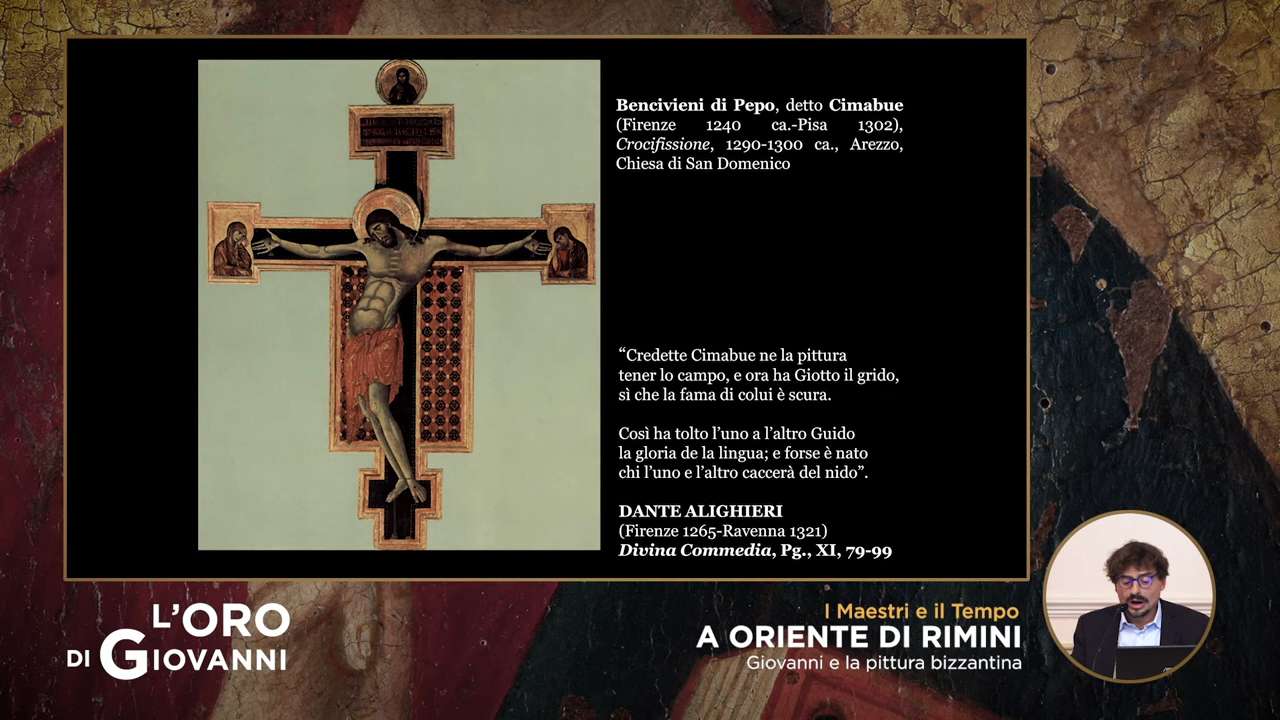 Bencivieni di Pepo, detto Cimabue
(Firenze 1240 ca.-Pisa 1302),
Crocifissione, 1290-1300 ca., Arezzo,
Chiesa di San Domenico
“Credette Cimabue ne la pittura
tener lo campo, e ora ha Giotto il grido,
sì che la fama di colui è scura.
Così ha tolto l’uno a l’altro Guido
la gloria de la lingua; e forse è nato
chi l’uno e l’altro caccerà del nido”.
DANTE ALIGHIERI
(Firenze 1265-Ravenna 1321)
Divina Commedia, Pg., XI, 79-99
L’ORO
DI GIOVANNI
I Maestri e il Tempo
A ORIENTE DI RIMINI
Giovanni e la pittura bizzantina